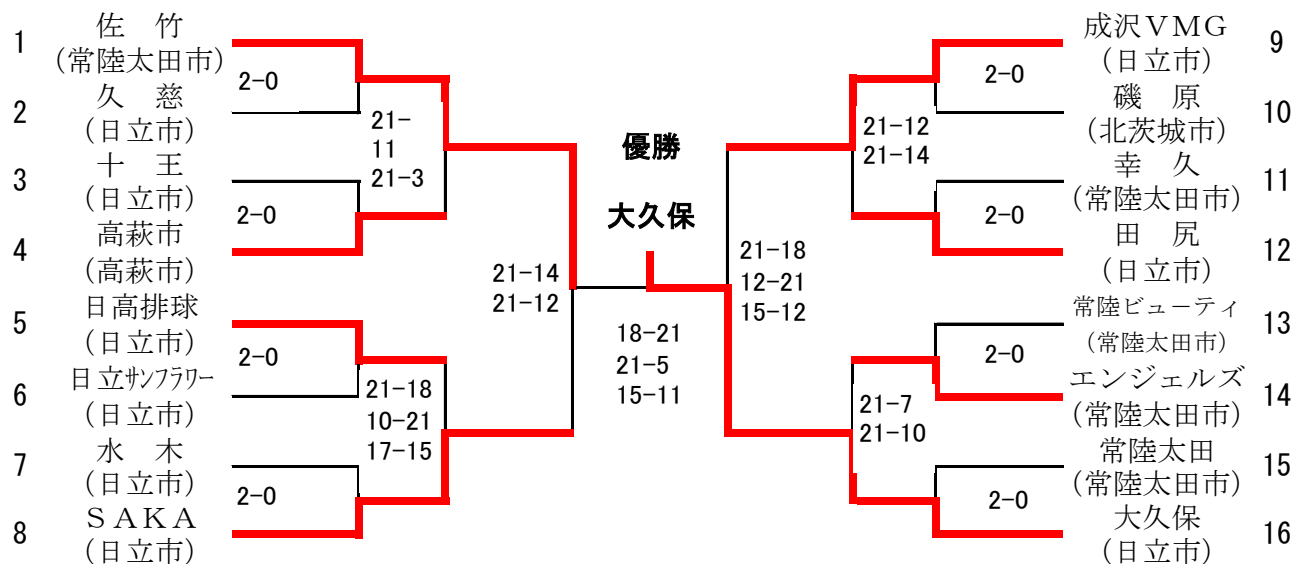 1
佐　竹
(常陸太田市)
2-0
2
久　慈
(日立市)
21-
11
21-3
3
十　王
(日立市)
2-0
4
高萩市
(高萩市)
21-14
21-12
5
日高排球
(日立市)
2-0
6
日立ｻﾝﾌﾗﾜｰ
(日立市)
21-18
10-21
17-15
7
水　木
(日立市)
2-0
8
ＳＡＫＡ
(日立市)
優勝
大久保
18-21
21-5
15-11
成沢ＶＭＧ
(日立市)
9
2-0
磯　原
(北茨城市)
10
21-12
21-14
幸　久
(常陸太田市)
11
2-0
田　尻
(日立市)
12
21-18
12-21
15-12
常陸ビューティ
(常陸太田市)
13
2-0
エンジェルズ
(常陸太田市)
14
21-7
21-10
常陸太田
(常陸太田市)
15
2-0
大久保
(日立市)
16